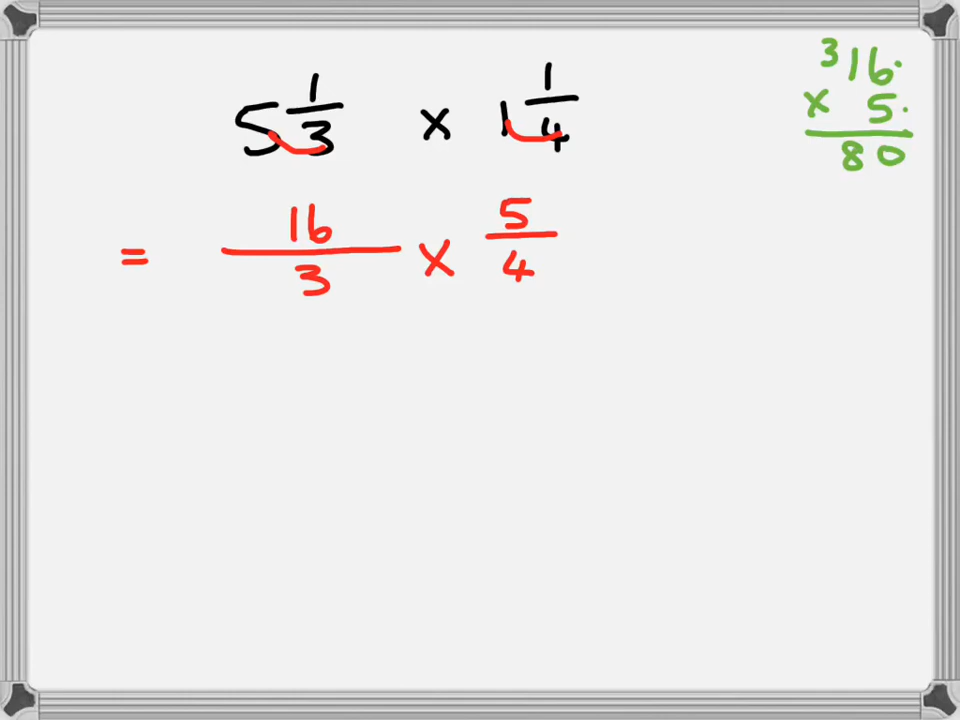 5 1/3 × 1 1/4
= 16/3 × 5/4
³16.
× 5.
80